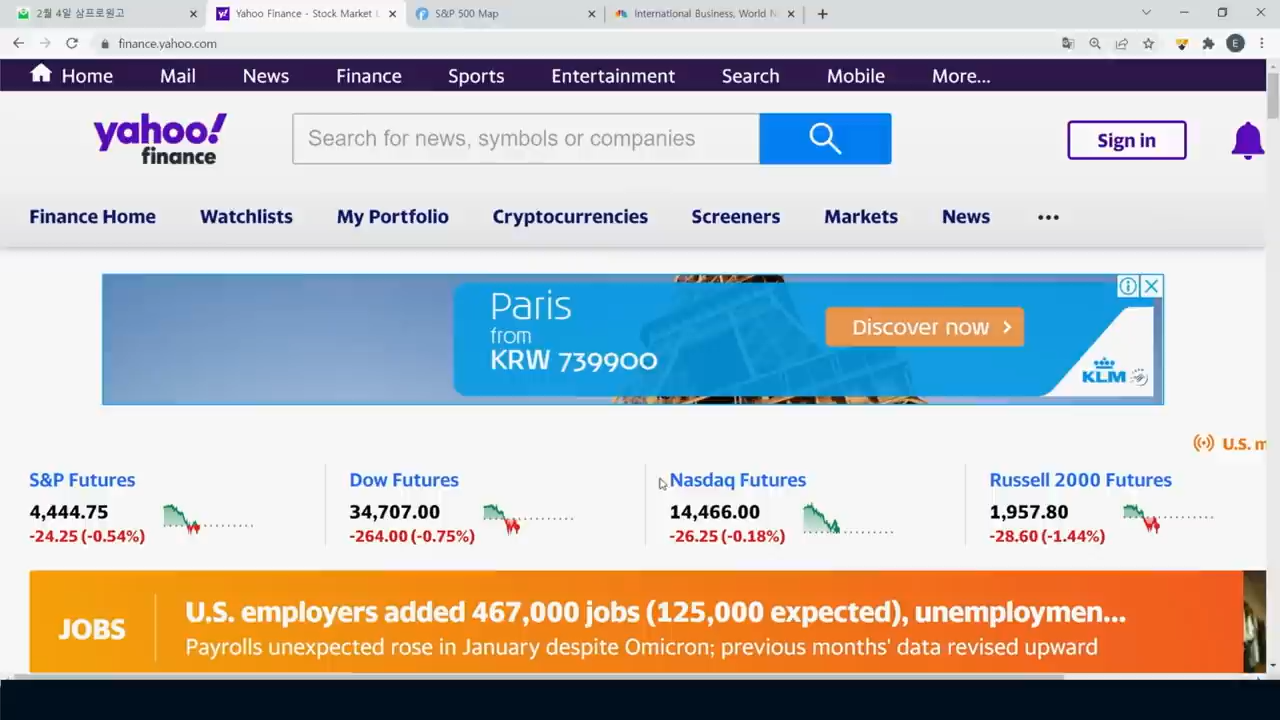 2월 4일 삼프로원고
Yahoo Finance - Stock Market L
S&P 500 Map
International Business, World N
finance.yahoo.com
E
Home Mail News Finance Sports Entertainment Search Mobile More...
yahoo!
finance
Search for news, symbols or companies
Sign in
Finance Home Watchlists My Portfolio Cryptocurrencies Screeners Markets News
Paris
from
KRW 739900
Discover now
KLM
U.S. m
S&P Futures
4,444.75
-24.25 (-0.54%)
Dow Futures
34,707.00
-264.00 (-0.75%)
Nasdaq Futures
14,466.00
-26.25 (-0.18%)
Russell 2000 Futures
1,957.80
-28.60 (-1.44%)
JOBS
U.S. employers added 467,000 jobs (125,000 expected), unemploymen...
Payrolls unexpected rose in January despite Omicron; previous months' data revised upward